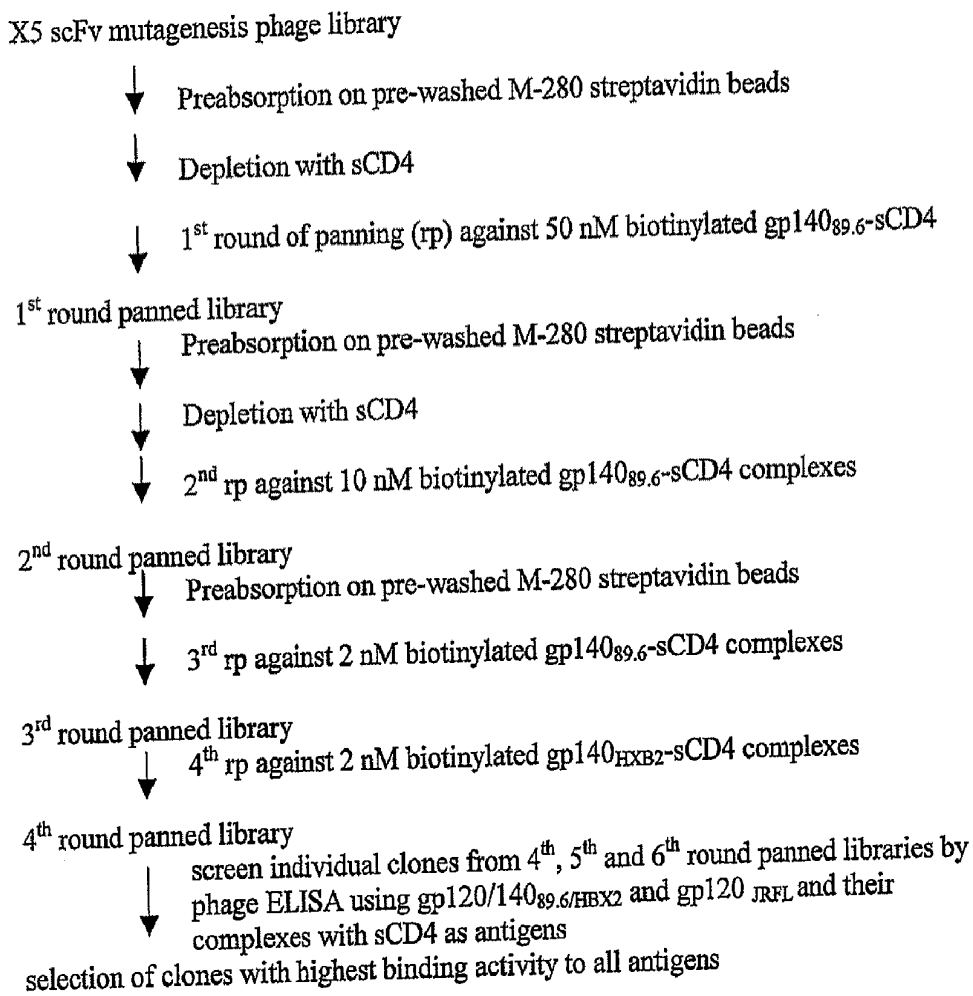 X5 scFv mutagenesis phage library
Preabsorption on pre-washed M-280 streptavidin beads
Depletion with sCD4
1st round of panning (rp) against 50 nM biotinylated gp14089.6-sCD4
1st round panned library
Preabsorption on pre-washed M-280 streptavidin beads
Depletion with sCD4
2nd rp against 10 nM biotinylated gp14089.6-sCD4 complexes
2nd round panned library
Preabsorption on pre-washed M-280 streptavidin beads
3rd rp against 2 nM biotinylated gp14089.6-sCD4 complexes
3rd round panned library
4th rp against 2 nM biotinylated gp140HXB2-sCD4 complexes
4th round panned library
screen individual clones from 4th, 5th and 6th round panned libraries by
phage ELISA using gp120/14089.6/HBX2 and gp120 JRFL and their
complexes with sCD4 as antigens
selection of clones with highest binding activity to all antigens